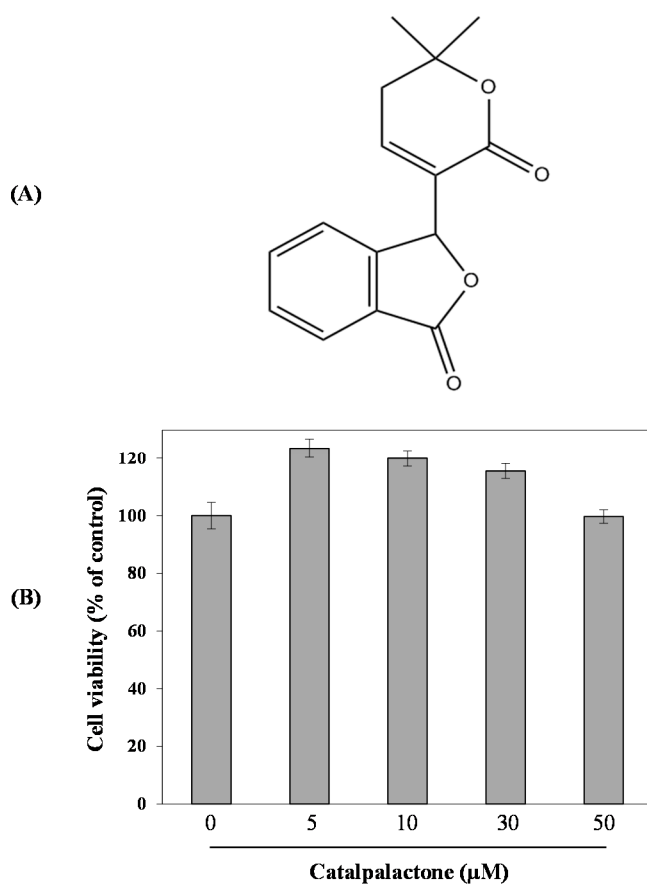 (A)
O
O
O
O
(B)
Cell viability (% of control)
120
100
80
60
40
20
0
0 5 10 30 50
Catalpalactone (μM)